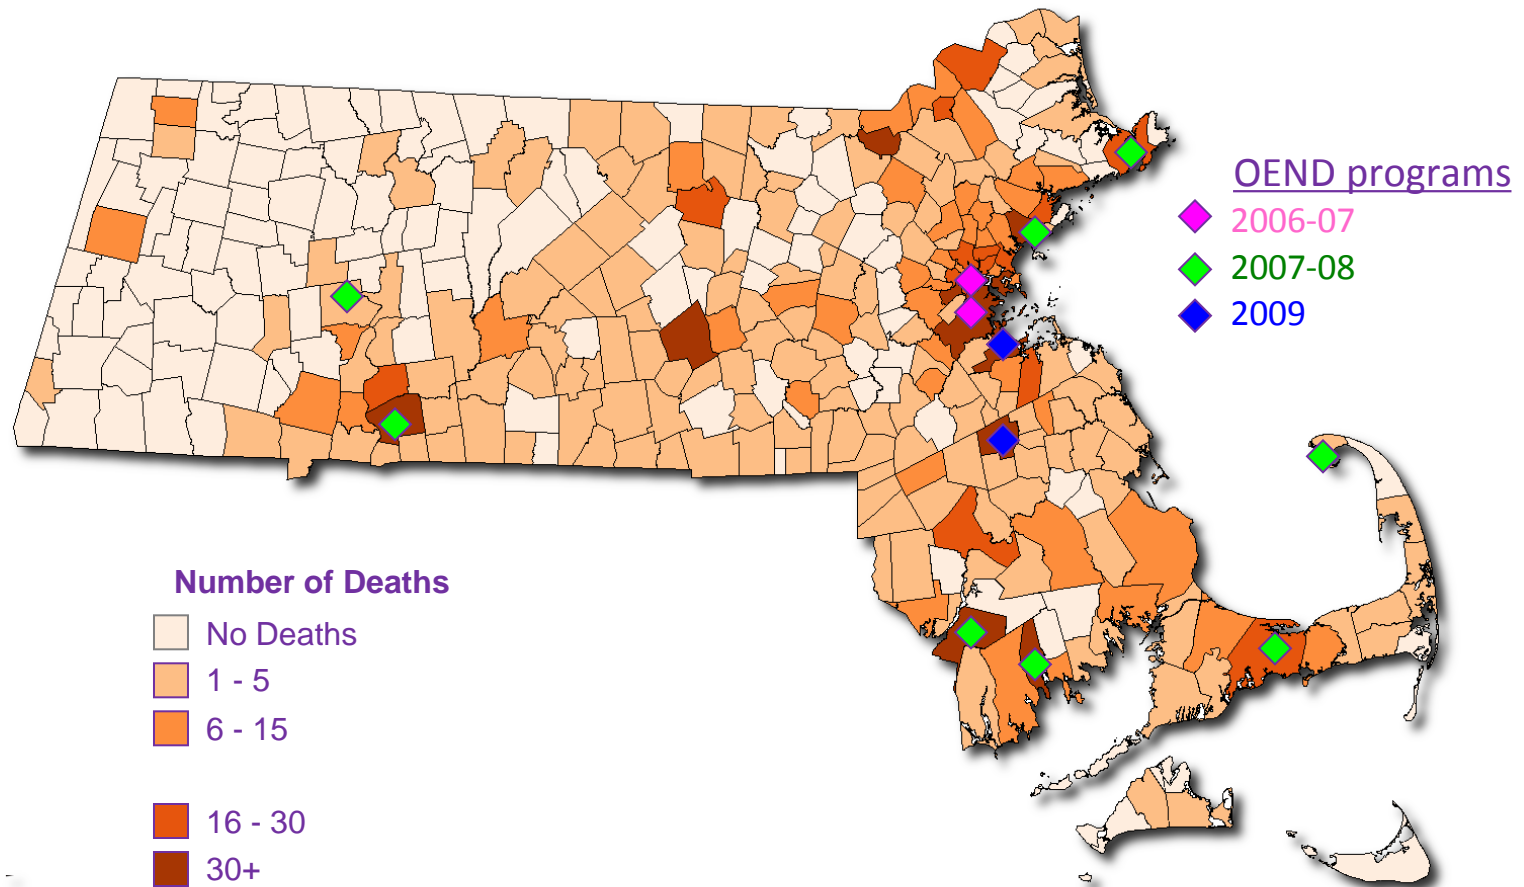 OEND programs
2006-07
2007-08
2009
Number of Deaths
No Deaths
1 - 5
6 - 15
16 - 30
30+